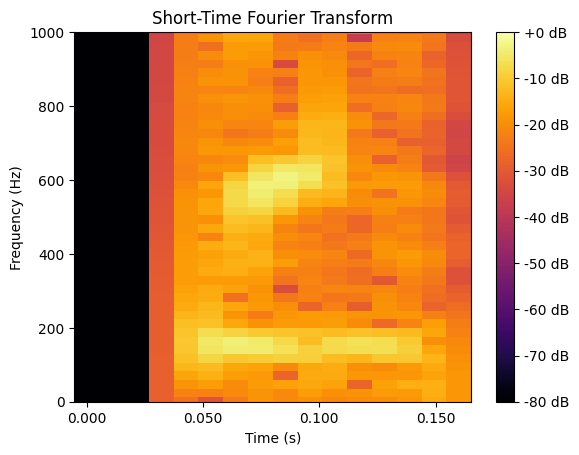 Short-Time Fourier Transform
1000
800
600
400
200
0
Frequency (Hz)
0.000
0.050
0.100
0.150
Time (s)
+0 dB
-10 dB
-20 dB
-30 dB
-40 dB
-50 dB
-60 dB
-70 dB
-80 dB